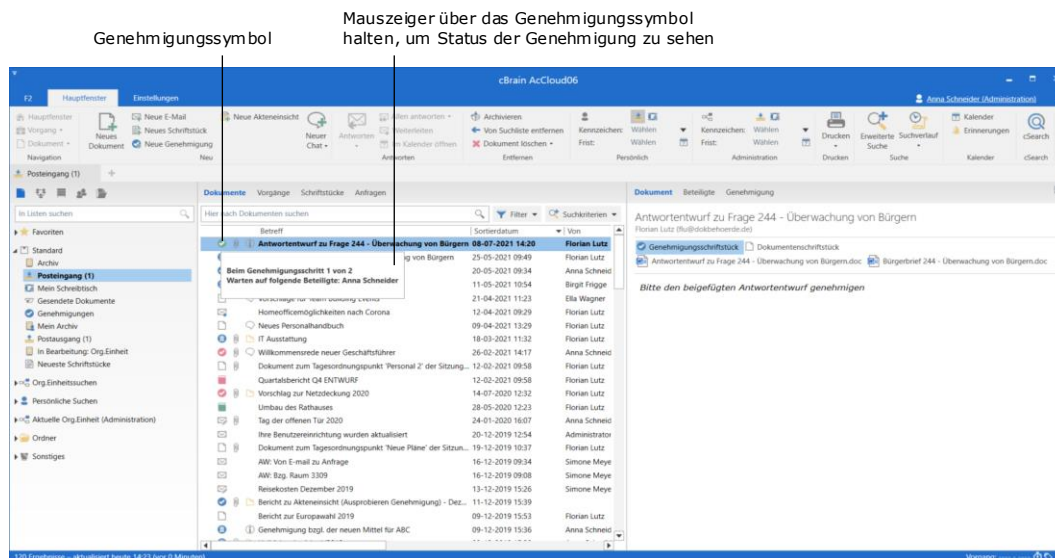 Mauszeiger über das Genehmigungssymbol
Genehmigungssymbol
halten, um Status der Genehmigung zu sehen
cBrain AcCloud06
F2 Hauptfenster Einstellungen
Anna Schneider (Administration)
Hauptfenster
Vorgang
Dokument
Navigation
Neues Dokument
Neue E-Mail
Neues Schriftstück
Neue Genehmigung
Neue Akteneinsicht
Neu
Neuer Chat
Antworten
Allen antworten
Weiterleiten
Im Kalender öffnen
Antworten
Archivieren
Von Suchliste entfernen
Dokument löschen
Entfernen
Kennzeichen: Wählen
Frist: Wählen
Persönlich
Kennzeichen: Wählen
Frist: Wählen
Administration
Drucken
Drucken
Erweiterte Suche
Suchverlauf
Suche
Kalender
Erinnerungen
Kalender
cSearch
cSearch
Posteingang (1) +
In Listen suchen
Favoriten
Standard
Archiv
Posteingang (1)
Mein Schreibtisch
Gesendete Dokumente
Genehmigungen
Mein Archiv
Postausgang (1)
In Bearbeitung: Org.Einheit
Neueste Schriftstücke
Org.Einheitssuchen
Persönliche Suchen
Aktuelle Org.Einheit (Administration)
Ordner
Sonstiges
Dokumente Vorgänge Schriftstücke Anfragen
Hier nach Dokumenten suchen Filter Suchkriterien
Betreff Sortierdatum Von
Antwortentwurf zu Frage 244 - Überwachung von Bürgern 08-07-2021 14:20 Florian Lutz
ng von Bürgern 25-05-2021 09:49 Florian Lutz
Beim Genehmigungsschritt 1 von 2
Warten auf folgende Beteiligte: Anna Schneider
20-05-2021 09:34 Anna Schneid
11-05-2021 10:54 Birgit Frigge
Vorschläge für Team Building Events 21-04-2021 11:23 Ella Wagner
Homeofficemöglichkeiten nach Corona 12-04-2021 09:29 Florian Lutz
Neues Personalhandbuch 09-04-2021 13:29 Florian Lutz
IT Ausstattung 18-03-2021 11:32 Florian Lutz
Willkommensrede neuer Geschäftsführer 26-02-2021 14:17 Anna Schneid
Dokument zum Tagesordnungspunkt 'Personal 2' der Sitzung... 12-02-2021 09:58 Florian Lutz
Quartalsbericht Q4 ENTWURF 12-02-2021 09:58 Florian Lutz
Vorschlag zur Netzdeckung 2020 14-07-2020 12:32 Florian Lutz
Umbau des Rathauses 28-05-2020 12:23 Florian Lutz
Tag der offenen Tür 2020 24-01-2020 16:07 Anna Schneid
Ihre Benutzereinrichtung wurden aktualisiert 20-12-2019 12:54 Administrator
Dokument zum Tagesordnungspunkt 'Neue Pläne' der Sitzun... 19-12-2019 10:37 Florian Lutz
AW: Von E-mail zu Anfrage 16-12-2019 09:34 Simone Meye
AW: Bzg. Raum 3309 16-12-2019 09:08 Simone Meye
Reisekosten Dezember 2019 13-12-2019 15:26 Simone Meye
Bericht zu Akteneinsicht (Ausprobieren Genehmigung) - Dez... 11-12-2019 15:39
Bericht zur Europawahl 2019 09-12-2019 15:53 Florian Lutz
Genehmigung bzgl. der neuen Mittel für ABC 09-12-2019 15:36 Anna Schneid
Dokument Beteiligte Genehmigung
Antwortentwurf zu Frage 244 - Überwachung von Bürgern
Florian Lutz (flu@dokbehoerde.de)
Genehmigungsschriftstück Dokumentenschriftstück
Antwortentwurf zu Frage 244 - Überwachung von Bürgern.doc Bürgerbrief 244 - Überwachung von Bürgern.doc
Bitte den beigefügten Antwortentwurf genehmigen
120 Ergebnisse – aktualisiert heute 14:23 (vor 0 Minuten)
Vorgang: